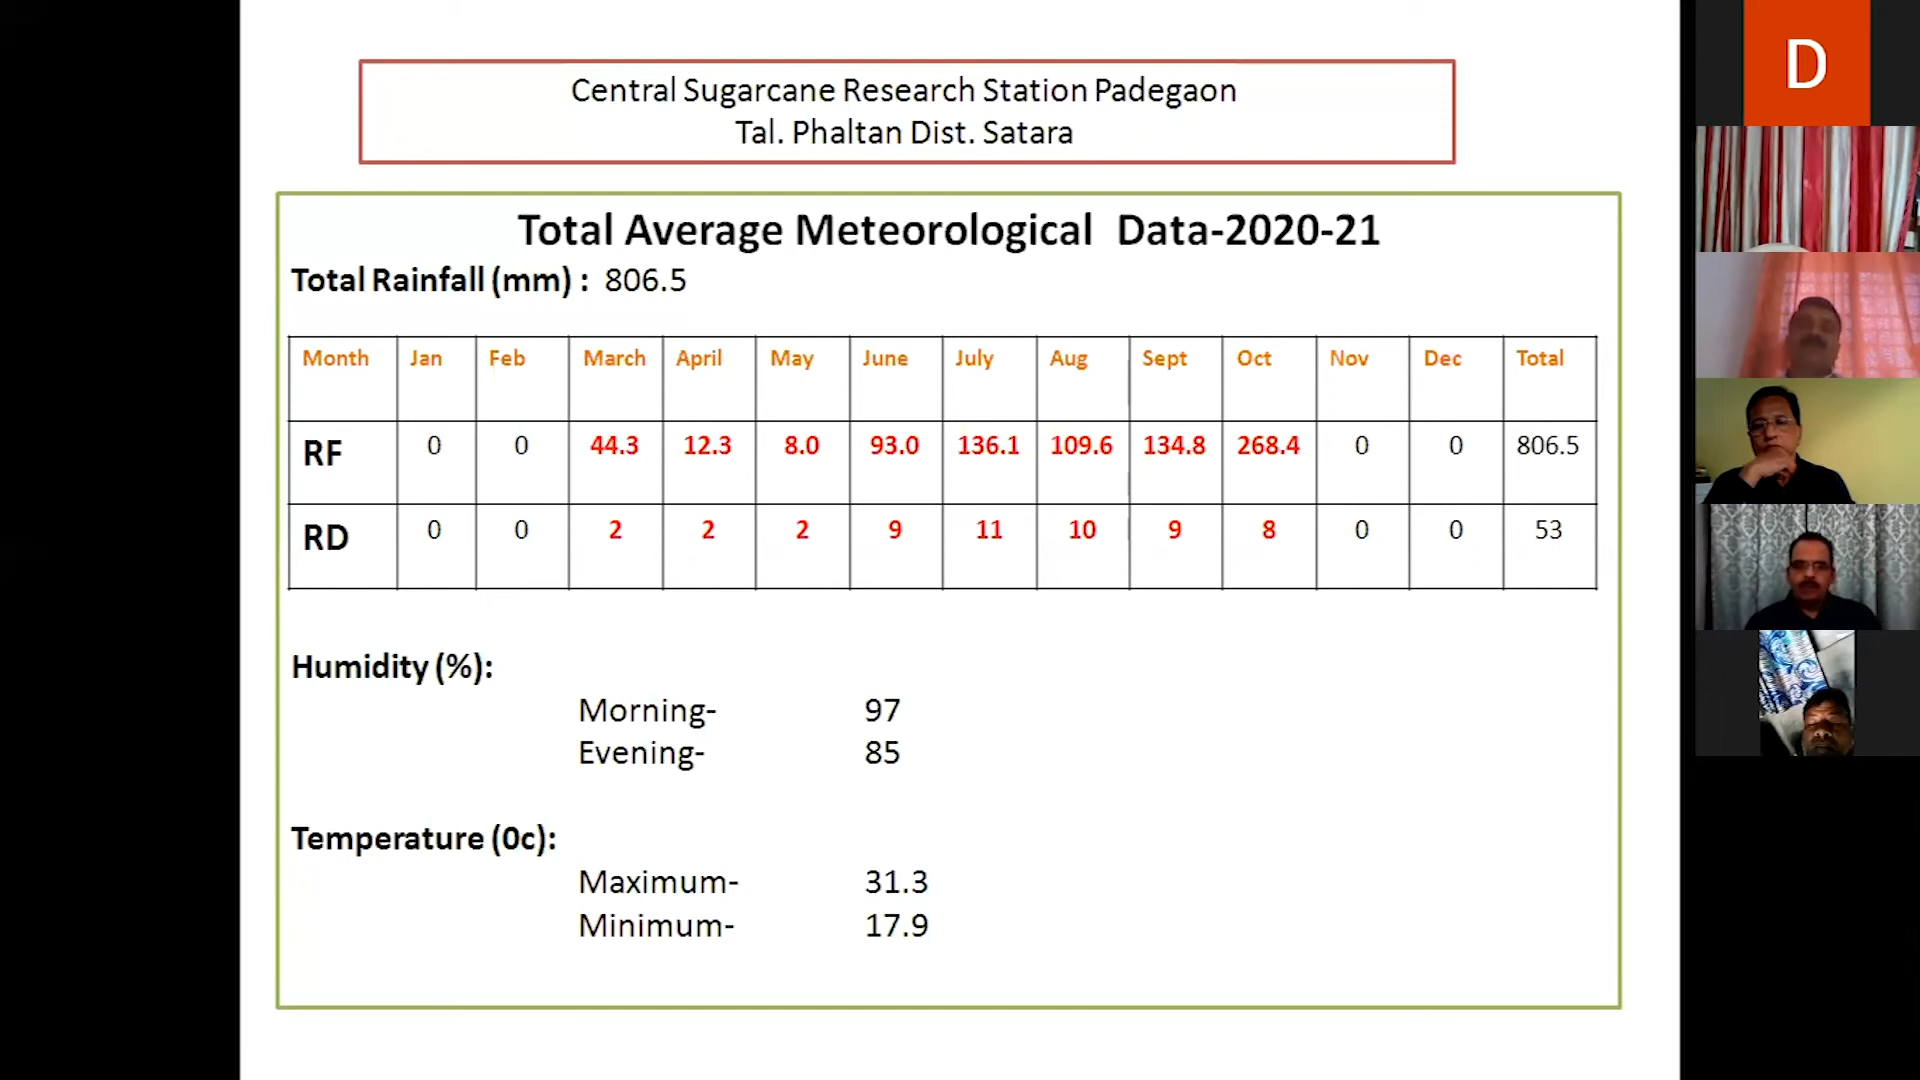 Central Sugarcane Research Station Padegaon
Tal. Phaltan Dist. Satara
D
Total Average Meteorological Data-2020-21
Total Rainfall (mm) : 806.5
Month Jan Feb March April May June July Aug Sept Oct Nov Dec Total
RF 0 0 44.3 12.3 8.0 93.0 136.1 109.6 134.8 268.4 0 0 806.5
RD 0 0 2 2 2 9 11 10 9 8 0 0 53
Humidity (%):
Morning- 97
Evening- 85
Temperature (0c):
Maximum- 31.3
Minimum- 17.9